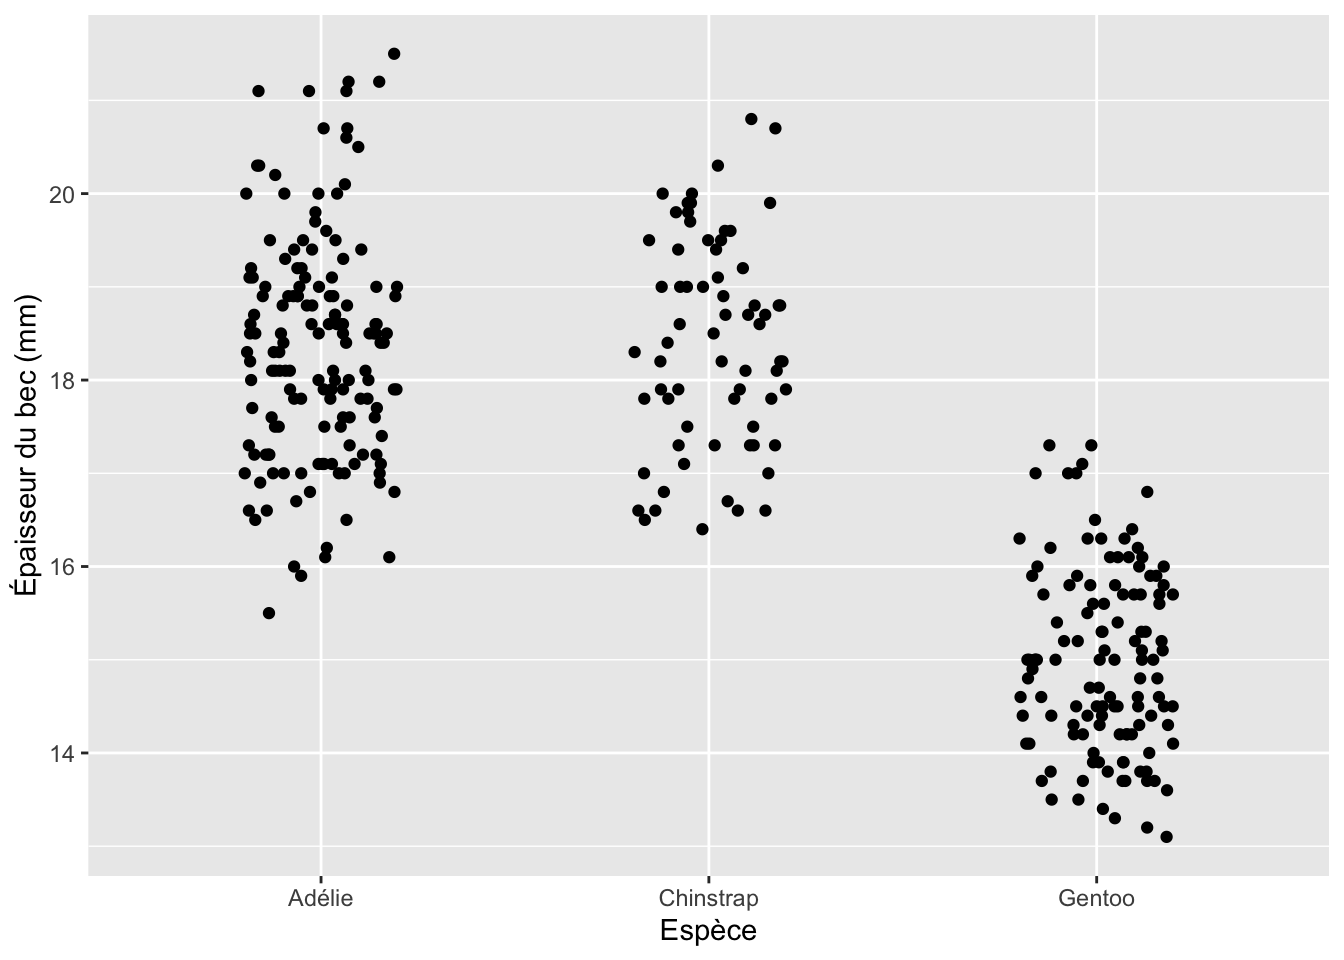 Épaisseur du bec (mm)
20
18
16
14
Adélie
Chinstrap
Gentoo
Espèce